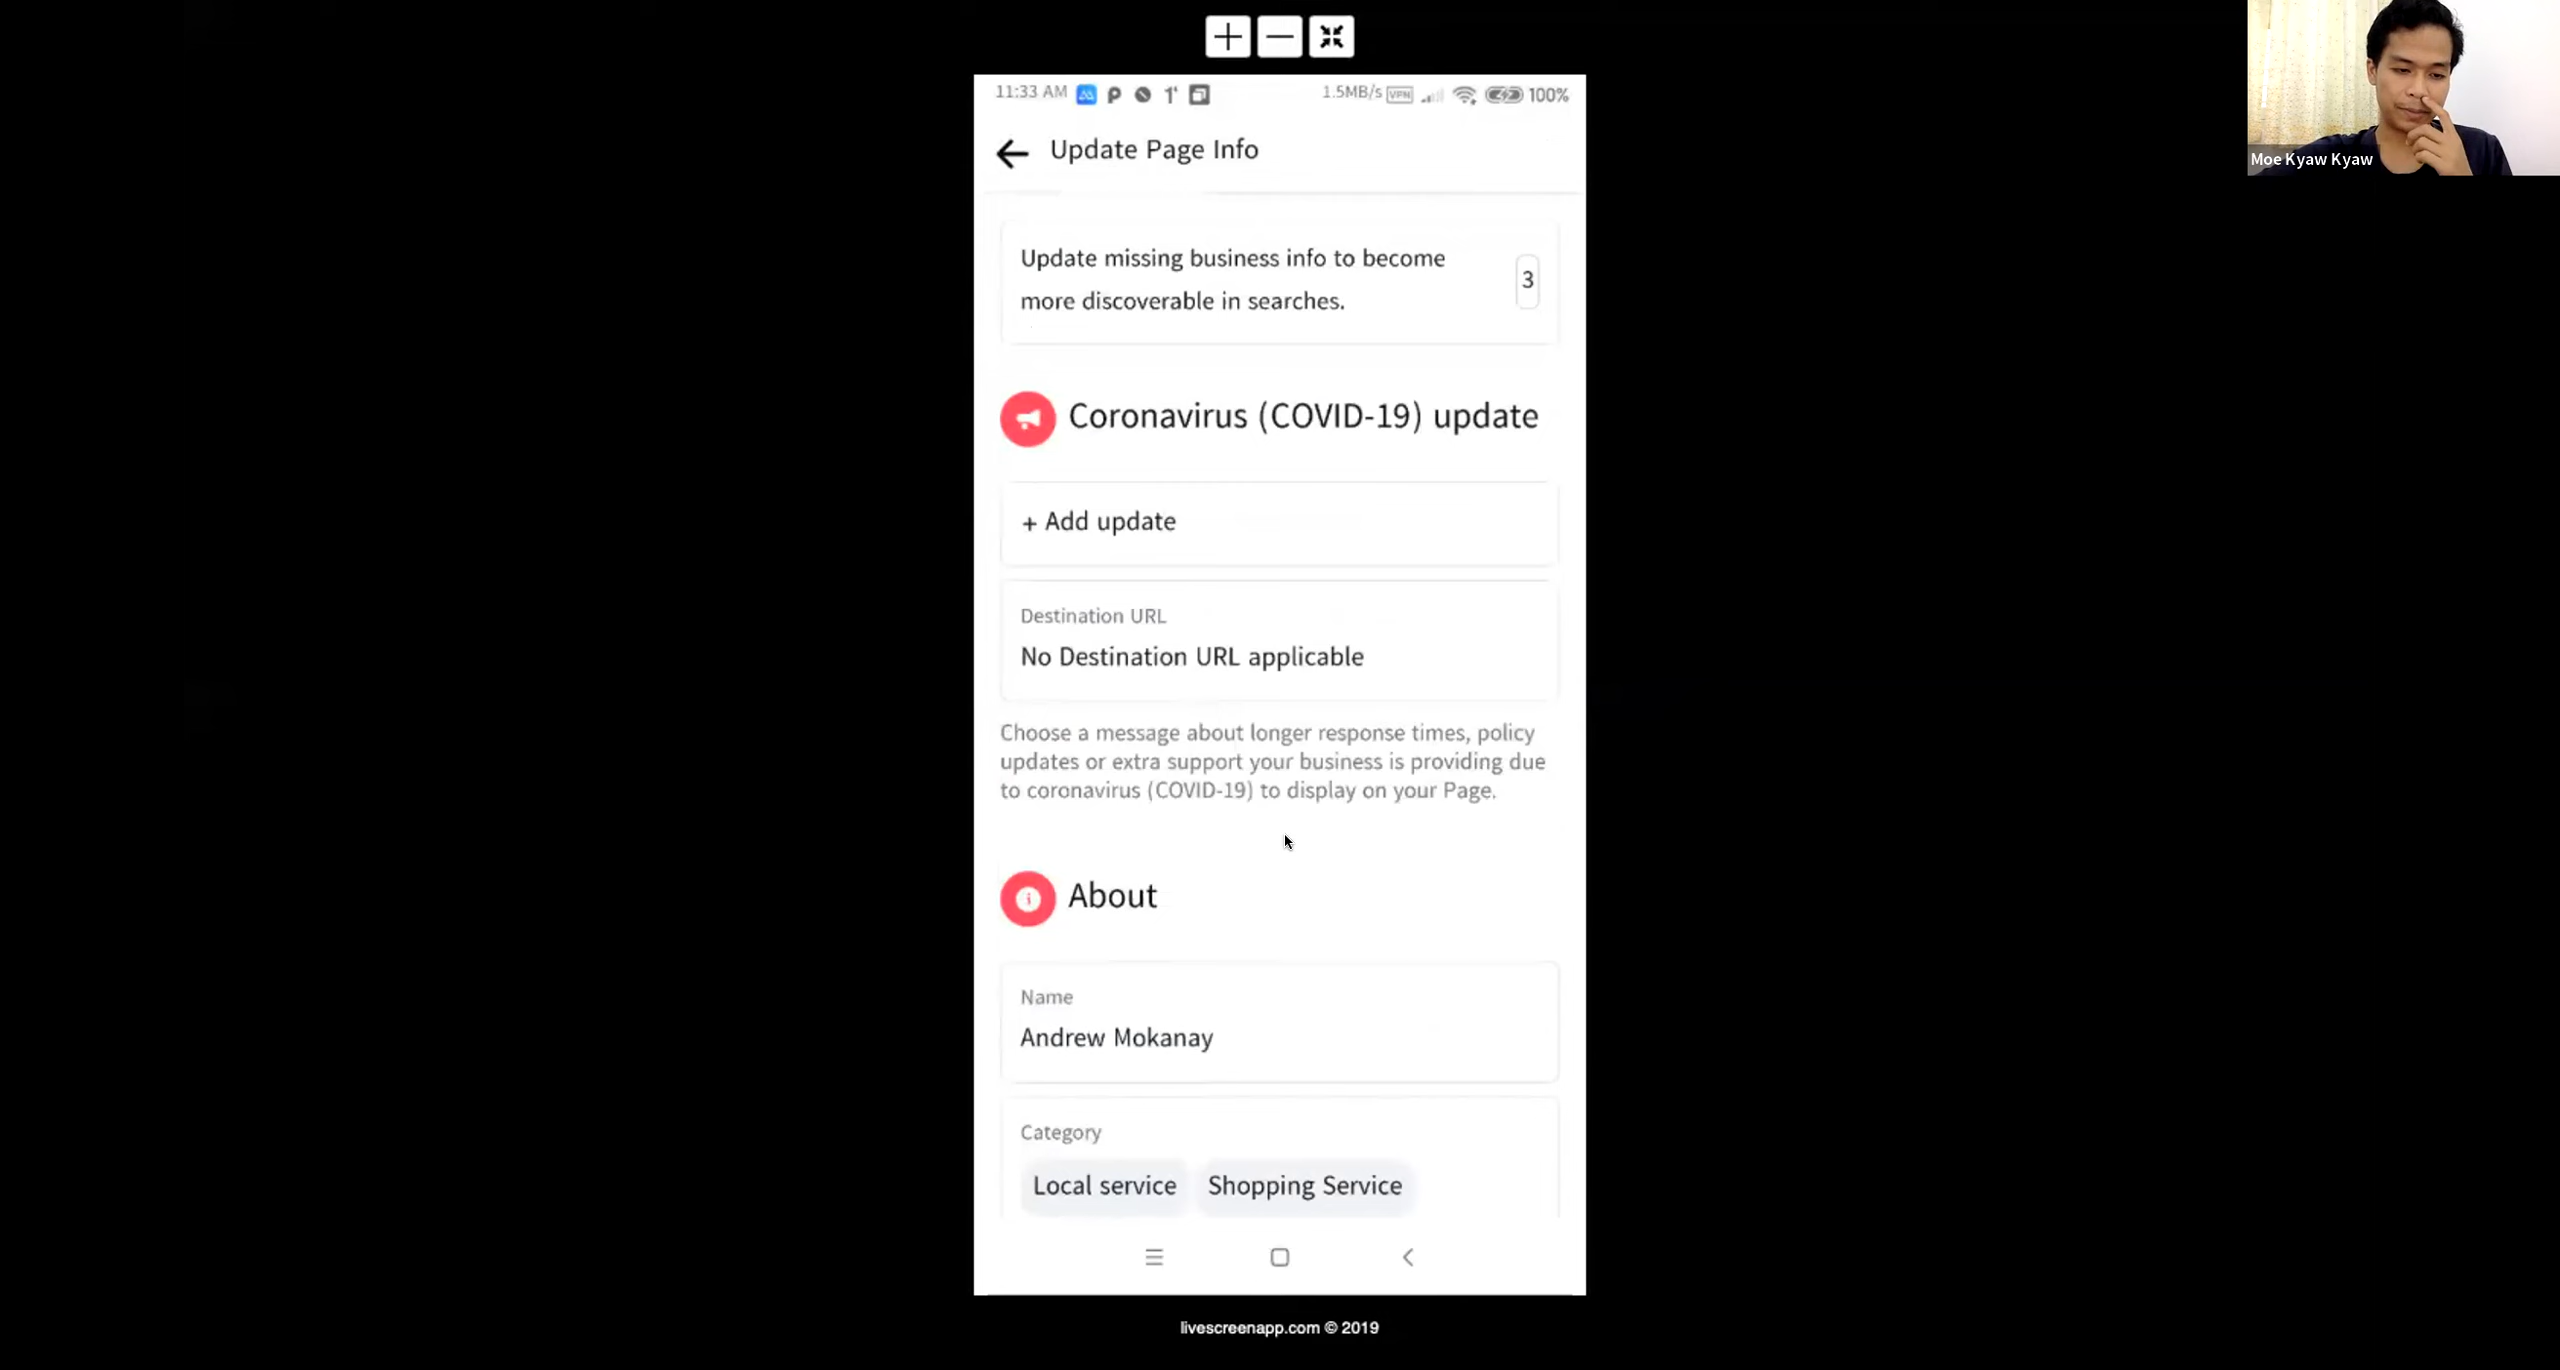 11:33 AM
1.5MB/s VPN 100%
Update Page Info
Update missing business info to become
more discoverable in searches.
3
Coronavirus (COVID-19) update
+ Add update
Destination URL
No Destination URL applicable
Choose a message about longer response times, policy
updates or extra support your business is providing due
to coronavirus (COVID-19) to display on your Page.
About
Name
Andrew Mokanay
Category
Local service Shopping Service
livescreenapp.com © 2019
Moe Kyaw Kyaw